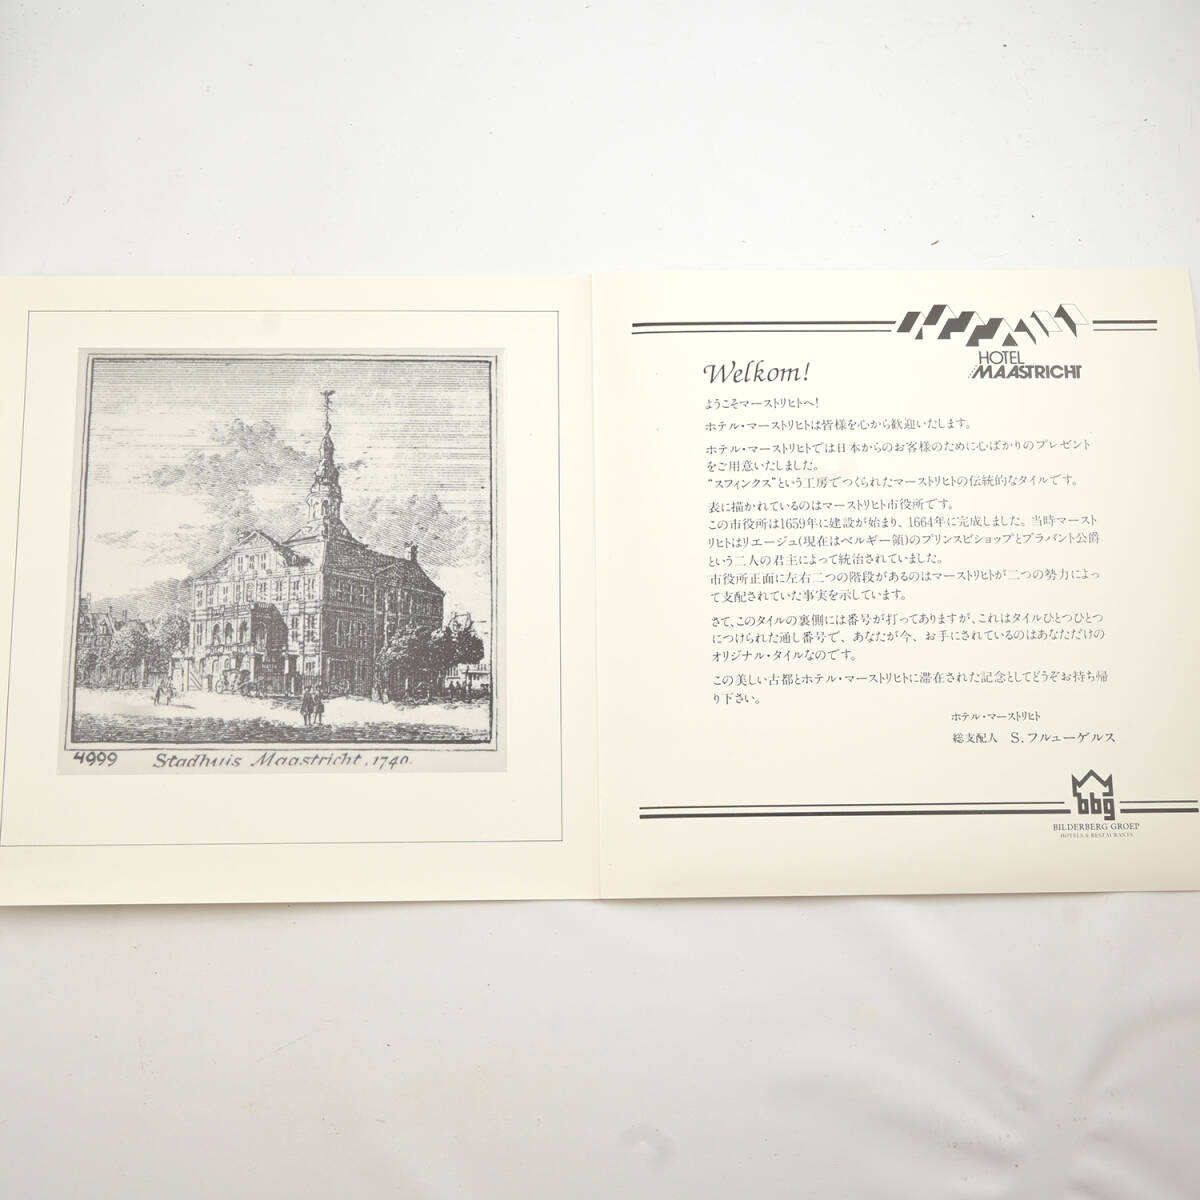 4999 Stadhuis Maastricht, 1740.
HOTEL
MAASTRICHT
Welkom!
ようこそマーストリヒトへ!
ホテル・マーストリヒトは皆様を心から歓迎いたします。
ホテル・マーストリヒトでは日本からのお客様のために心ばかりのプレゼント
をご用意いたしました。
“スフィンクス”という工房でつくられたマーストリヒトの伝統的なタイルです。
表に描かれているのはマーストリヒト市役所です。
この市役所は1659年に建設が始まり、1664年に完成しました。当時マースト
リヒトはリエージュ(現在はベルギー領)のプリンスビショップとブラバント公爵
という二人の君主によって統治されていました。
市役所正面に左右二つの階段があるのはマーストリヒトが二つの勢力によっ
て支配されていた事実を示しています。
さて、このタイルの裏側には番号が打ってありますが、これはタイルひとつひとつ
につけられた通し番号で、あなたが今、お手にされているのはあなただけの
オリジナル・タイルなのです。
この美しい古都とホテル・マーストリヒトに滞在された記念としてどうぞお持ち帰
り下さい。
ホテル・マーストリヒト
総支配人 S. フルューゲルス
bbg
BILDERBERG GROEP
HOTELS & RESTAURANTS